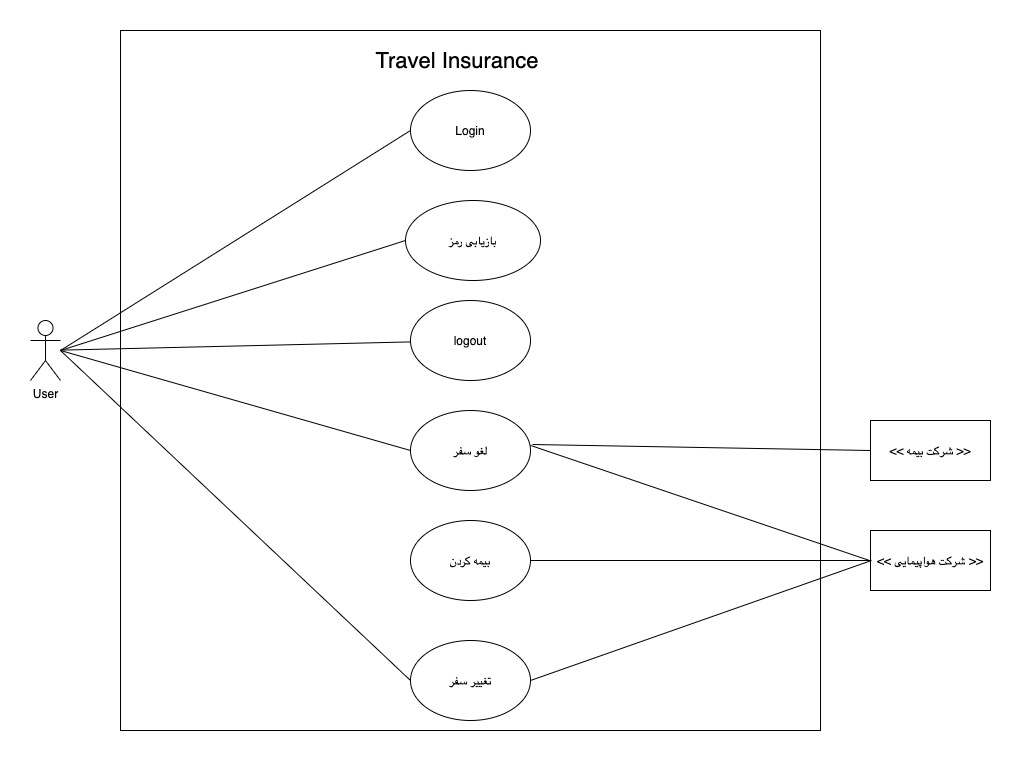 Travel Insurance
Login
بازیابی رمز
logout
User
لغو سفر
<< شرکت بیمه >>
بیمه کردن
<< شرکت هواپیمایی >>
تغییر سفر